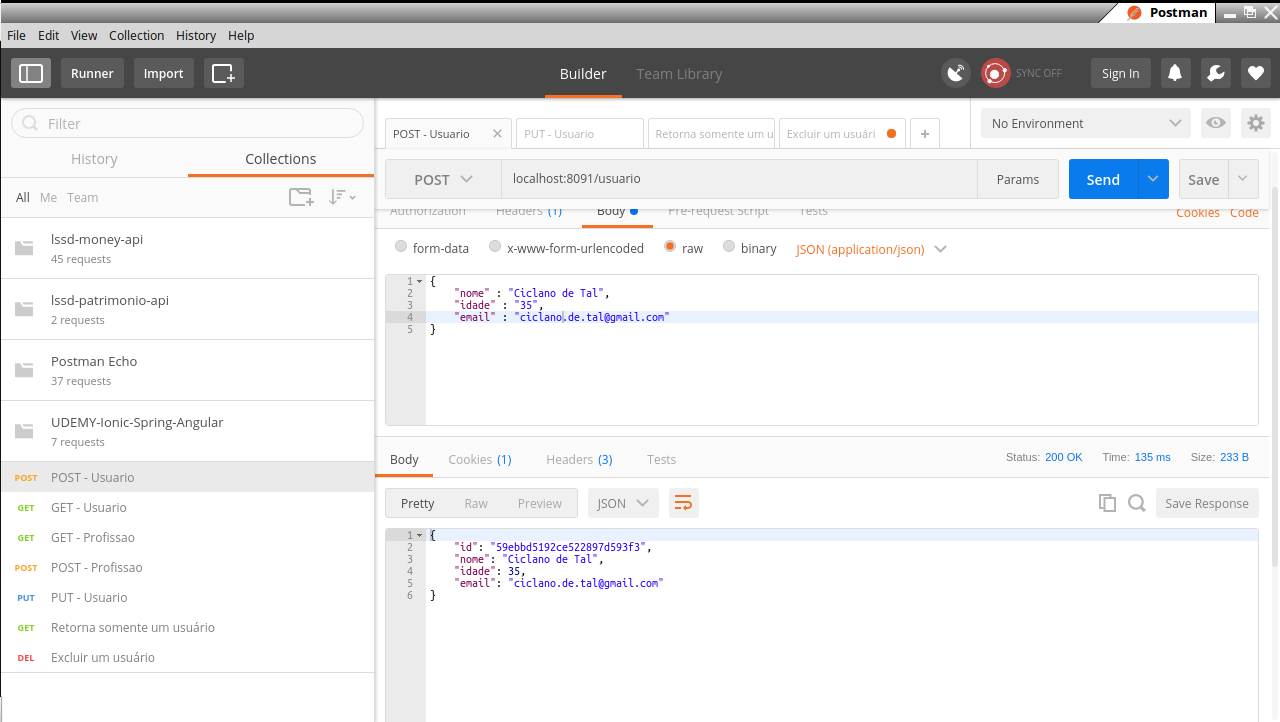 Postman
File Edit View Collection History Help
Runner Import Builder Team Library SYNC OFF Sign In
Filter
History Collections
All Me Team
lssd-money-api
45 requests
lssd-patrimonio-api
2 requests
Postman Echo
37 requests
UDEMY-Ionic-Spring-Angular
7 requests
POST POST - Usuario
GET GET - Usuario
GET GET - Profissao
POST POST - Profissao
PUT PUT - Usuario
GET Retorna somente um usuário
DEL Excluir um usuário
POST - Usuario PUT - Usuario Retorna somente um u Excluir um usuári
No Environment
POST localhost:8091/usuario Params Send Save
Authorization Headers (1) Body Pre-request Script Tests Cookies Code
form-data x-www-form-urlencoded raw binary JSON (application/json)
1 {
2 "nome" : "Ciclano de Tal",
3 "idade" : "35",
4 "email" : "ciclano.de.tal@gmail.com"
5 }
Body Cookies (1) Headers (3) Tests Status: 200 OK Time: 135 ms Size: 233 B
Pretty Raw Preview JSON Save Response
1 {
2 "id": "59ebbd5192ce522897d593f3",
3 "nome": "Ciclano de Tal",
4 "idade": 35,
5 "email": "ciclano.de.tal@gmail.com"
6 }